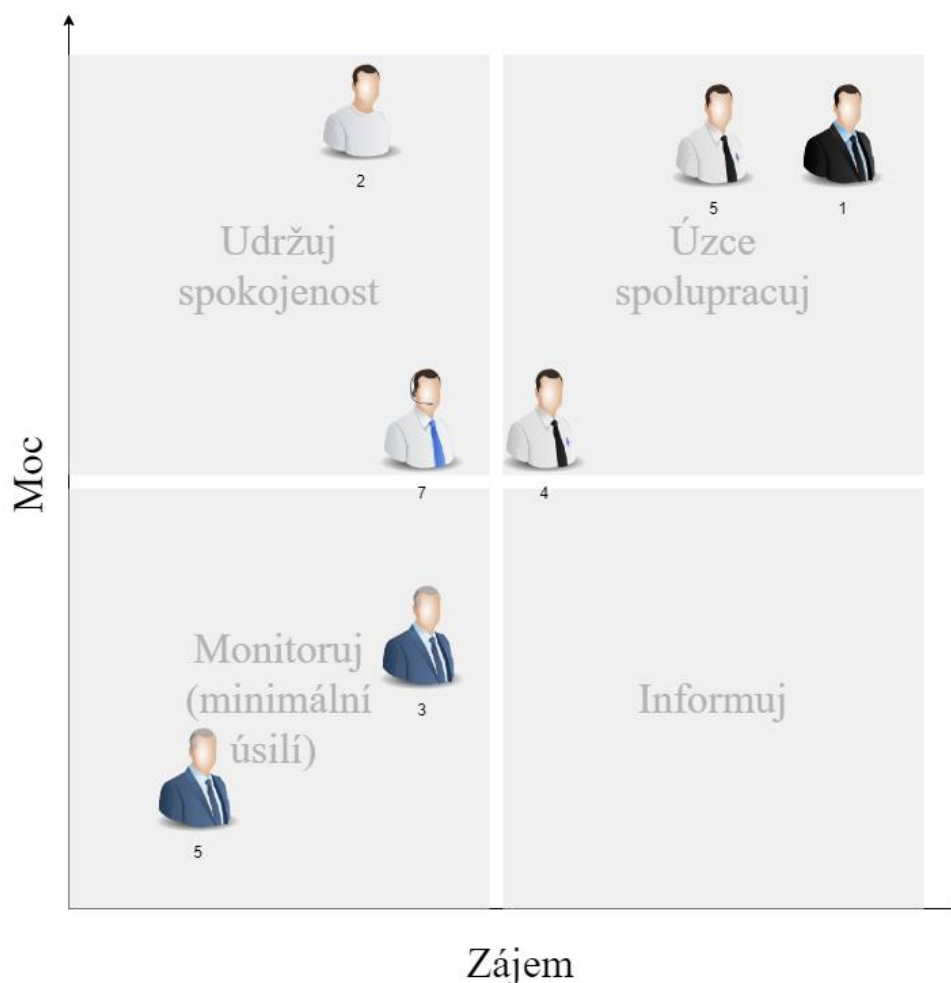 2
5
1
Udržuj
spokojenost
Úzce
spolupracuj
7
4
Moc
Monitoruj
(minimální
úsilí)
3
5
Informuj
Zájem